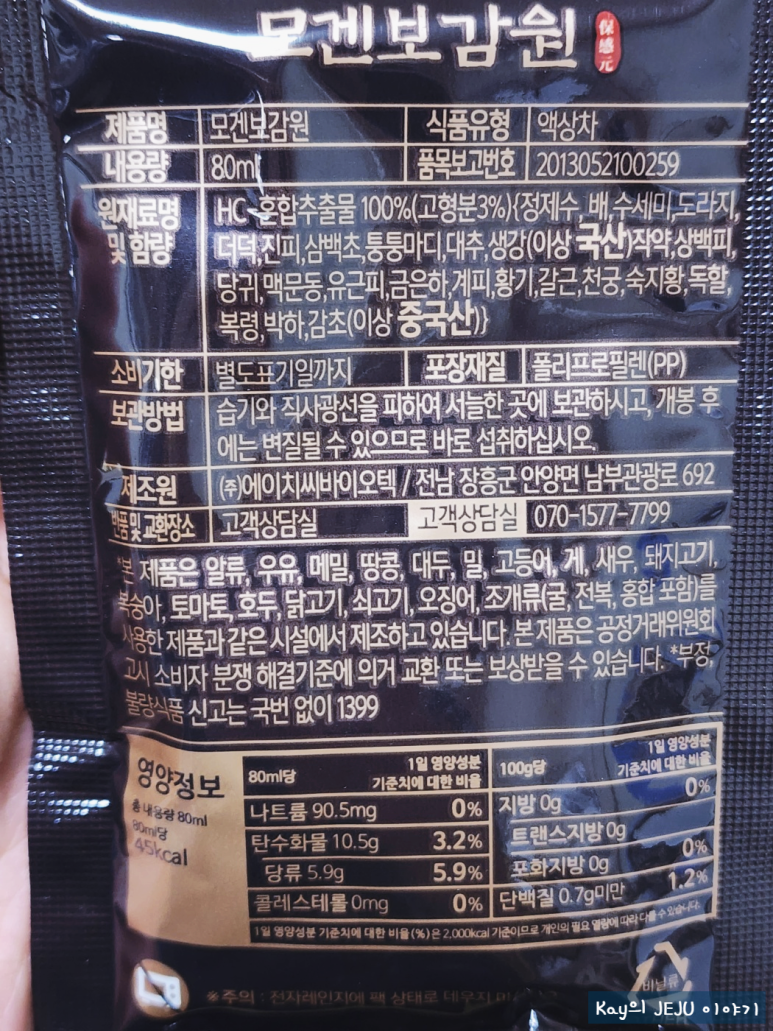 모겐보감원 保感元
제품명 모겐보감원 식품유형 액상차
내용량 80ml 품목보고번호 2013052100259
원재료명 HC-혼합추출물 100%(고형분3%){정제수, 배,수세미,도라지,
및 함량 더덕,진피,삼백초,퉁퉁마디,대추,생강(이상 국산)작약,상백피,
당귀,맥문동,유근피,금은하,계피,황기,갈근,천궁,숙지황,독활,
복령,박하,감초(이상 중국산)}
소비기한 별도표기일까지 포장재질 폴리프로필렌(PP)
보관방법 습기와 직사광선을 피하여 서늘한 곳에 보관하시고, 개봉 후
에는 변질될 수 있으므로 바로 섭취하십시오.
제조원 (주)에이치씨바이오텍 / 전남 장흥군 안양면 남부관광로 692
반품 및 교환장소 고객상담실 고객상담실 070-1577-7799
*본 제품은 알류, 우유, 메밀, 땅콩, 대두, 밀, 고등어, 게, 새우, 돼지고기,
복숭아, 토마토, 호두, 닭고기, 쇠고기, 오징어, 조개류(굴, 전복, 홍합 포함)를
사용한 제품과 같은 시설에서 제조하고 있습니다. 본 제품은 공정거래위원회
고시 소비자 분쟁 해결기준에 의거 교환 또는 보상받을 수 있습니다. *부정,
불량식품 신고는 국번 없이 1399
영양정보
총 내용량 80ml
80ml당
45kcal
80ml당 1일 영양성분
기준치에 대한 비율
나트륨 90.5mg 0%
탄수화물 10.5g 3.2%
당류 5.9g 5.9%
콜레스테롤 0mg 0%
100g당 1일 영양성분
기준치에 대한 비율
지방 0g 0%
트랜스지방 0g
포화지방 0g 0%
단백질 0.7g미만 1.2%
1일 영양성분 기준치에 대한 비율(%)은 2,000kcal 기준이므로 개인의 필요 열량에 따라 다를 수 있습니다.
※주의 : 전자레인지에 팩 상태로 데우지
비닐류
Kay의 JEJU 이야기